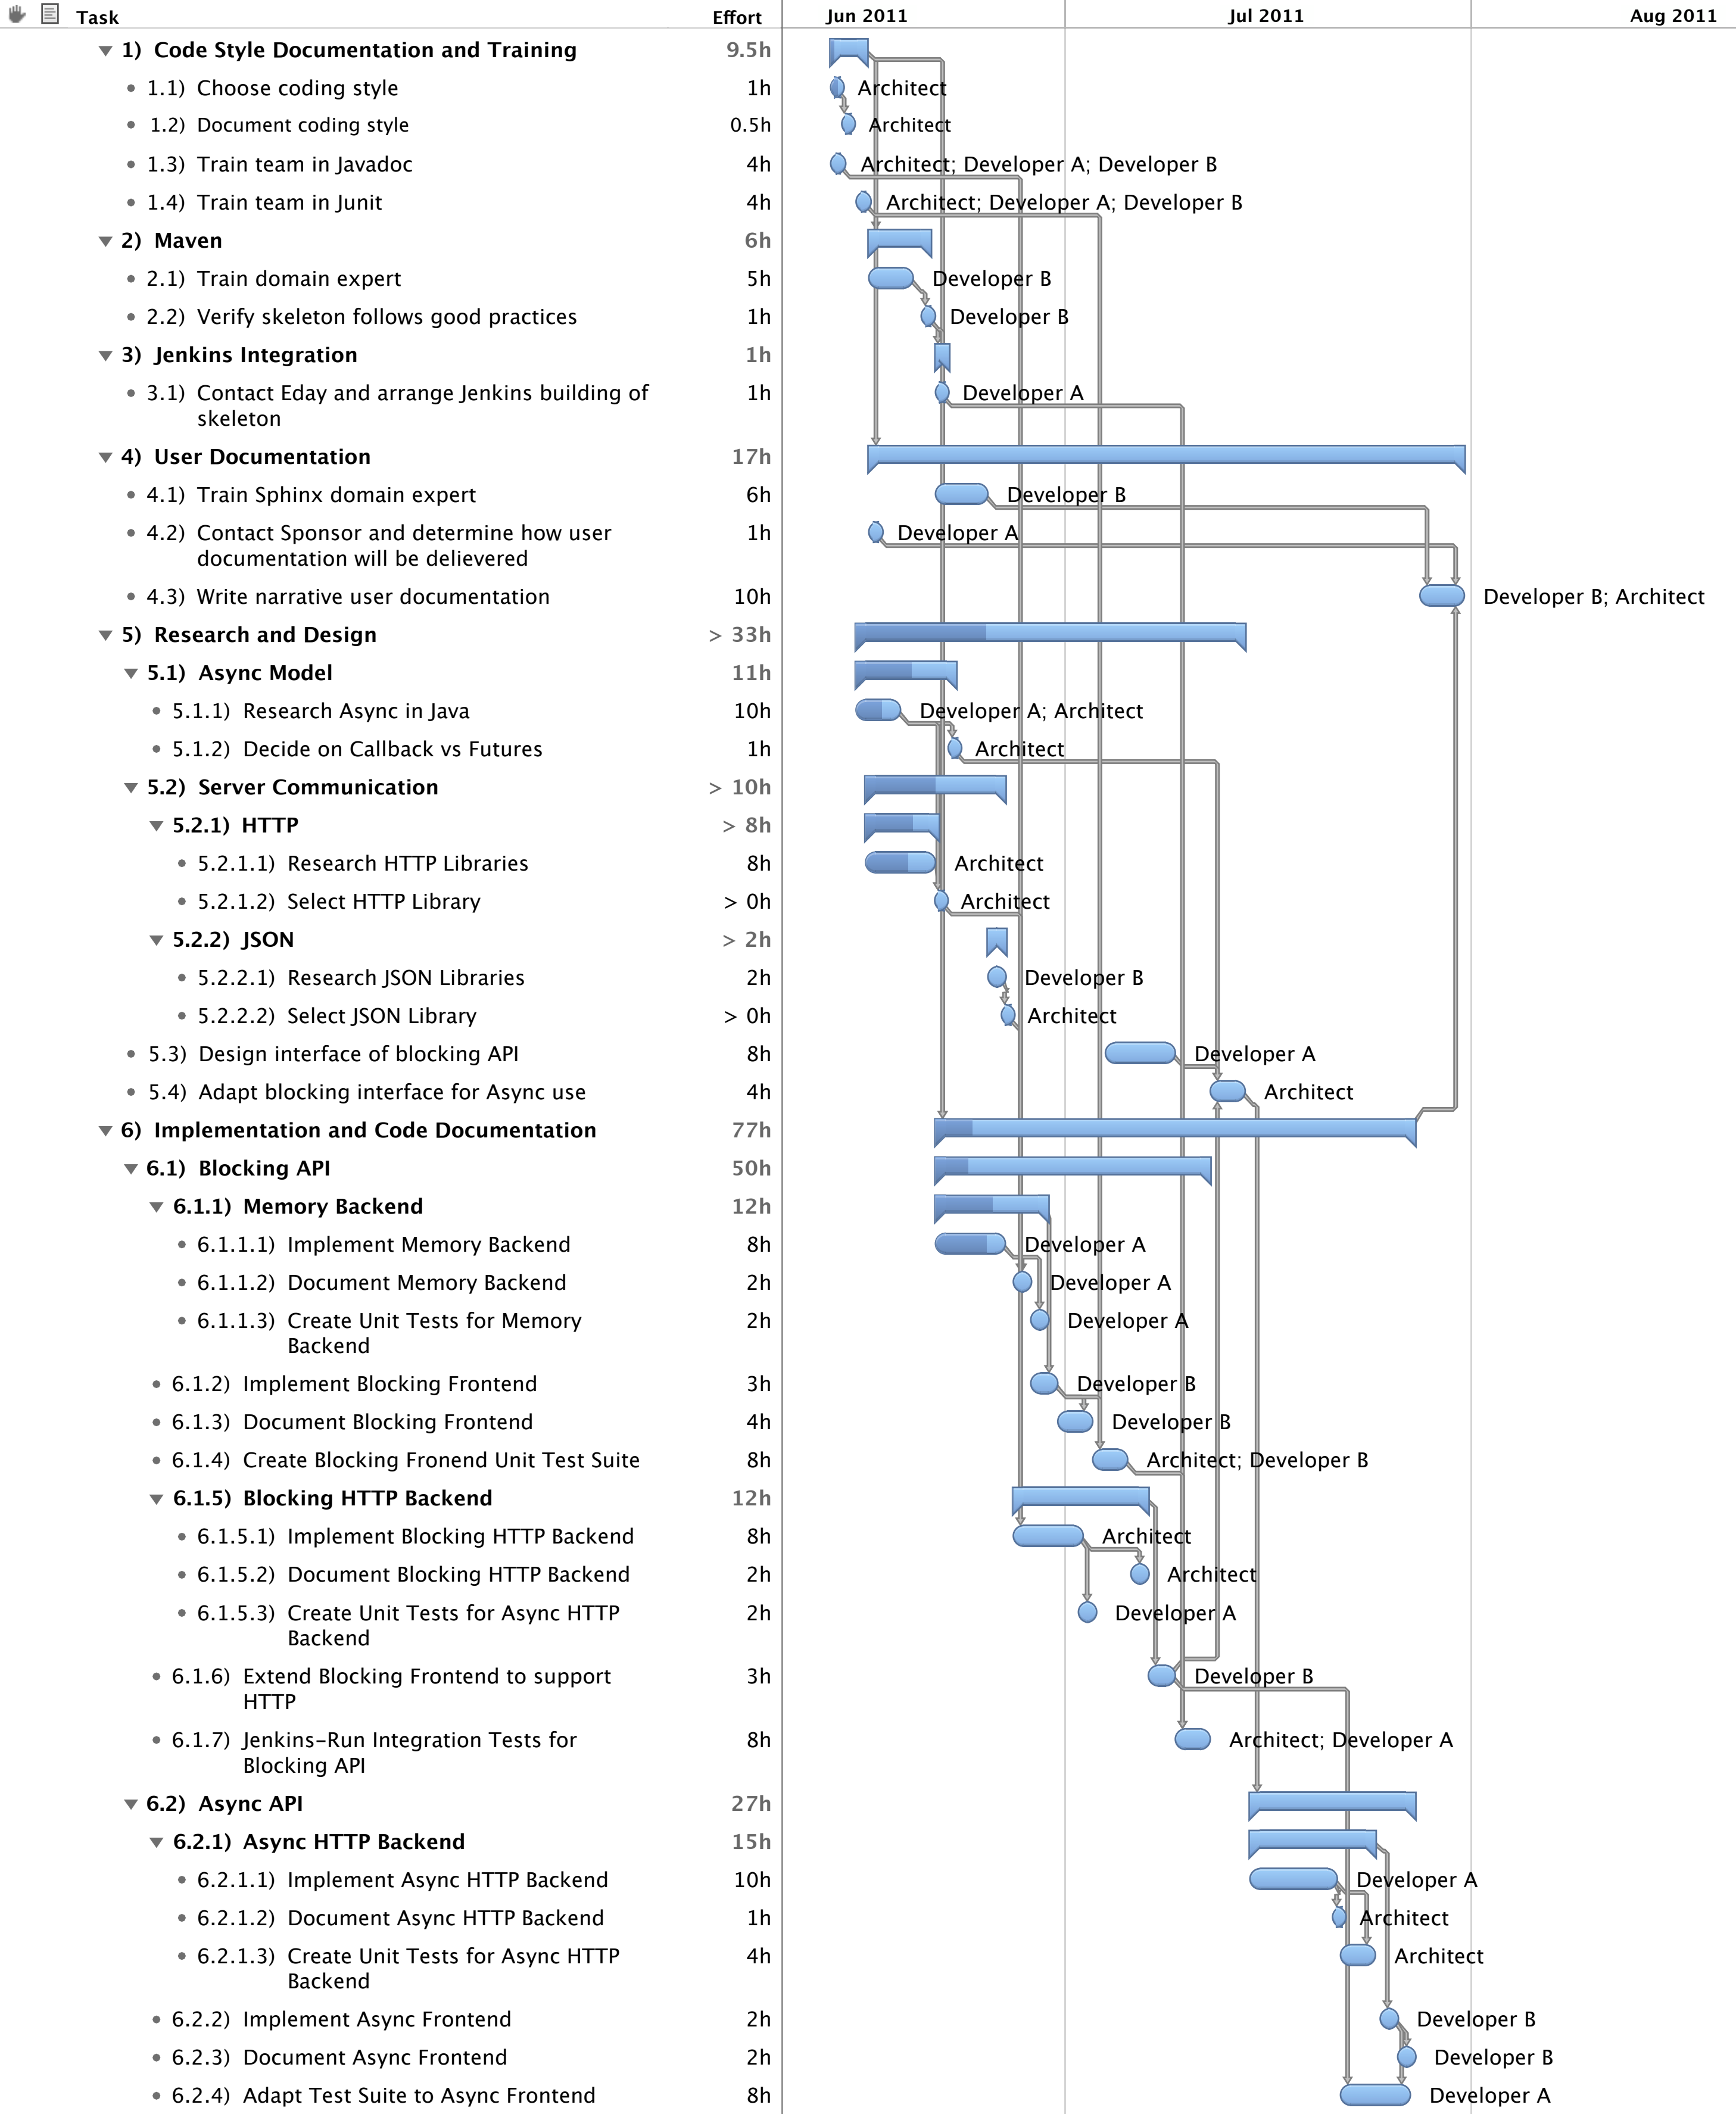 Task Effort Jun 2011 Jul 2011 Aug 2011
1) Code Style Documentation and Training 9.5h
1.1) Choose coding style 1h Architect
1.2) Document coding style 0.5h Architect
1.3) Train team in Javadoc 4h Architect; Developer A; Developer B
1.4) Train team in Junit 4h Architect; Developer A; Developer B
2) Maven 6h
2.1) Train domain expert 5h Developer B
2.2) Verify skeleton follows good practices 1h Developer B
3) Jenkins Integration 1h
3.1) Contact Eday and arrange Jenkins building of 1h Developer A
skeleton
4) User Documentation 17h
4.1) Train Sphinx domain expert 6h Developer B
4.2) Contact Sponsor and determine how user 1h Developer A
documentation will be delievered
4.3) Write narrative user documentation 10h Developer B; Architect
5) Research and Design > 33h
5.1) Async Model 11h
5.1.1) Research Async in Java 10h Developer A; Architect
5.1.2) Decide on Callback vs Futures 1h Architect
5.2) Server Communication > 10h
5.2.1) HTTP > 8h
5.2.1.1) Research HTTP Libraries 8h Architect
5.2.1.2) Select HTTP Library > 0h Architect
5.2.2) JSON > 2h
5.2.2.1) Research JSON Libraries 2h Developer B
5.2.2.2) Select JSON Library > 0h Architect
5.3) Design interface of blocking API 8h Developer A
5.4) Adapt blocking interface for Async use 4h Architect
6) Implementation and Code Documentation 77h
6.1) Blocking API 50h
6.1.1) Memory Backend 12h
6.1.1.1) Implement Memory Backend 8h Developer A
6.1.1.2) Document Memory Backend 2h Developer A
6.1.1.3) Create Unit Tests for Memory 2h Developer A
Backend
6.1.2) Implement Blocking Frontend 3h Developer B
6.1.3) Document Blocking Frontend 4h Developer B
6.1.4) Create Blocking Fronend Unit Test Suite 8h Architect; Developer B
6.1.5) Blocking HTTP Backend 12h
6.1.5.1) Implement Blocking HTTP Backend 8h Architect
6.1.5.2) Document Blocking HTTP Backend 2h Architect
6.1.5.3) Create Unit Tests for Async HTTP 2h Developer A
Backend
6.1.6) Extend Blocking Frontend to support 3h Developer B
HTTP
6.1.7) Jenkins-Run Integration Tests for 8h Architect; Developer A
Blocking API
6.2) Async API 27h
6.2.1) Async HTTP Backend 15h
6.2.1.1) Implement Async HTTP Backend 10h Developer A
6.2.1.2) Document Async HTTP Backend 1h Architect
6.2.1.3) Create Unit Tests for Async HTTP 4h Architect
Backend
6.2.2) Implement Async Frontend 2h Developer B
6.2.3) Document Async Frontend 2h Developer B
6.2.4) Adapt Test Suite to Async Frontend 8h Developer A